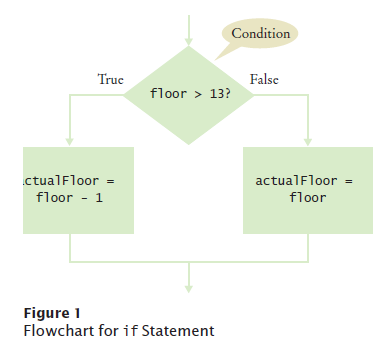 Condition
True
False
floor > 13?
ctualFloor =
floor - 1
actualFloor =
floor
Figure 1
Flowchart for if Statement